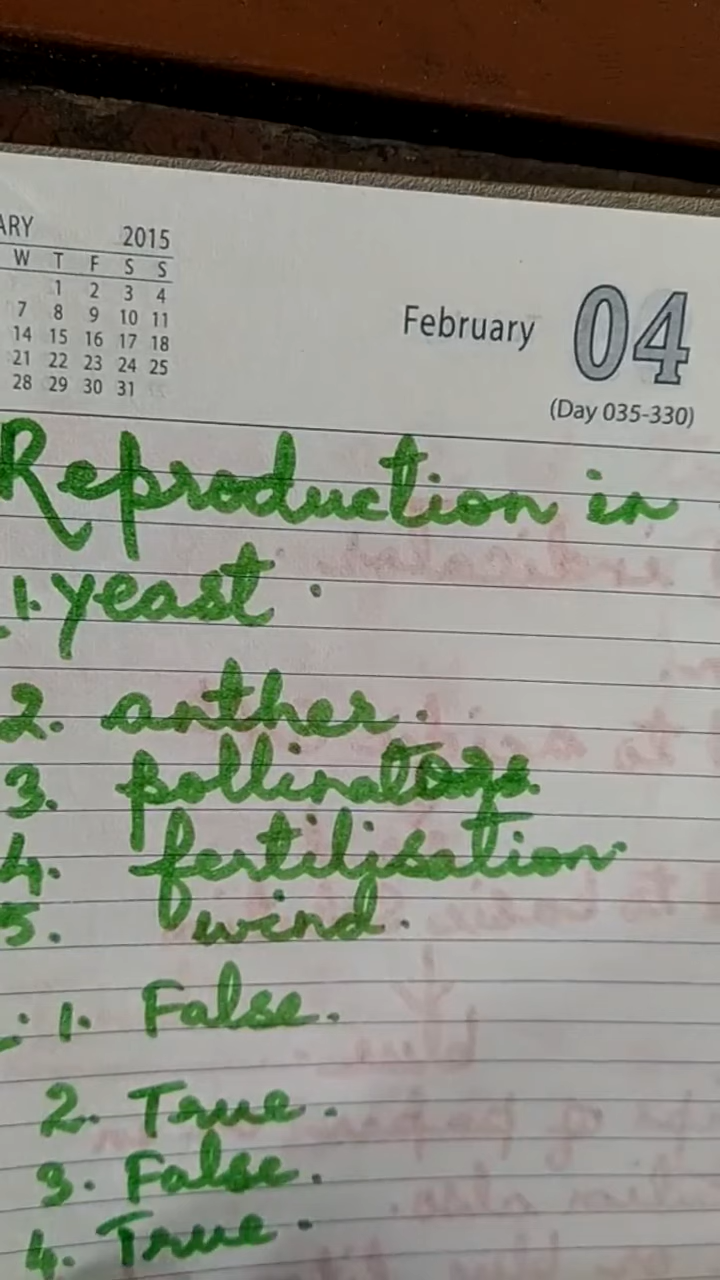 ARY 2015
W T F S S
1 2 3 4
7 8 9 10 11
14 15 16 17 18
21 22 23 24 25
28 29 30 31
February 04
(Day 035-330)
Reproduction in
1. yeast.
2. anther.
3. pollinators.
4. fertilisation.
5. wind.
1. False.
2. True.
3. False.
4. True.